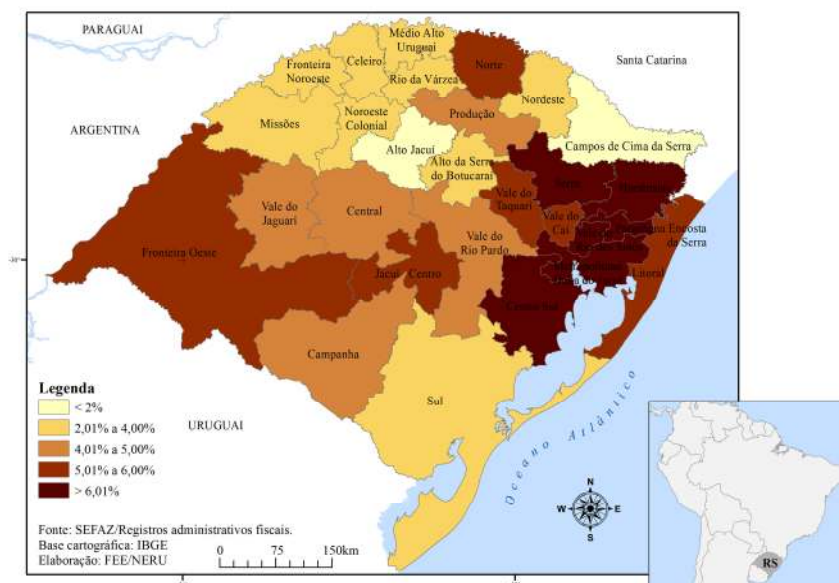 PARAGUAI
Médio Alto
Uruguai
Santa Catarina
Fronteira
Noroeste
Celeiro
Norte
Rio da Várzea
Nordeste
Produção
ARGENTINA
Missões
Noroeste
Colonial
Alto Jacuí
Campos de Cima da Serra
Alto da Serra
do Botucaraí
Serra
Vale do
Taquari
Vale do
Jaguari
Central
Vale do
Caí
Encosta
da Serra
Vale do
Rio Pardo
Fronteira Oeste
-30°
Jacuí
Centro
Litoral
Centro Sul
Campanha
Legenda
< 2%
2,01% a 4,00%
4,01% a 5,00%
5,01% a 6,00%
> 6,01%
Sul
URUGUAI
Oceano Atlântico
N
W
E
S
Fonte: SEFAZ/Registros administrativos fiscais.
Base cartográfica: IBGE
Elaboração: FEE/NERU
0 75 150km
RS